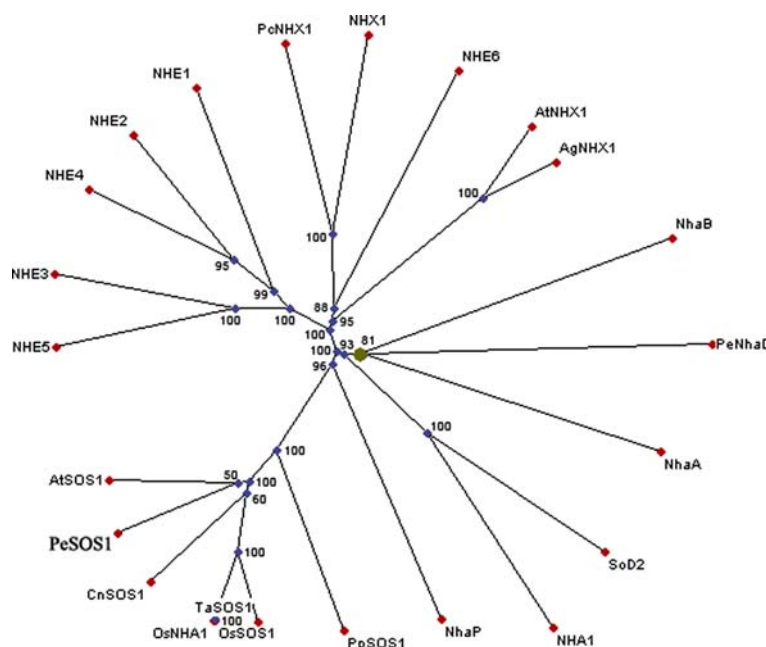 NHX1
PcNHX1
NHE6
NHE1
AtNHX1
NHE2
AgNHX1
NHE4
100
NhaB
100
95
NHE3
99
88
100
100
95
100
81
PeNhaD
NHE5
100
93
96
100
100
NhaA
AtSOS1
50
100
60
PeSOS1
100
SoD2
CnSOS1
TaSOS1
100
OsNHA1
OsSOS1
NhaP
NHA1
PpSOS1